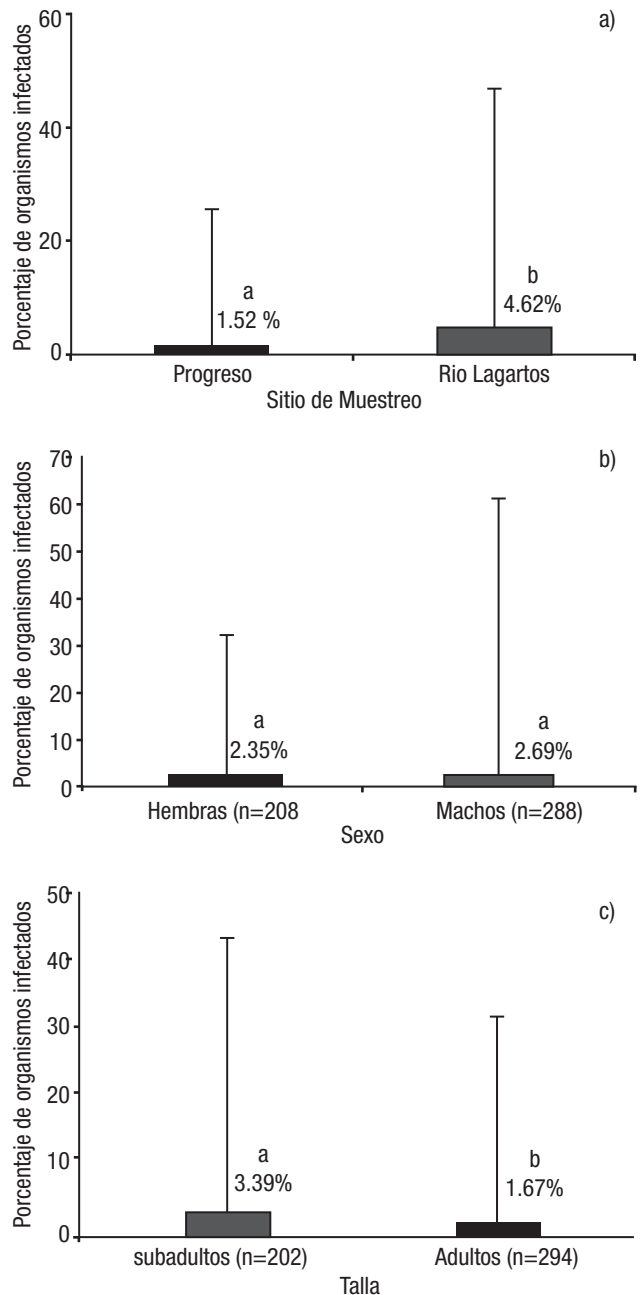 a)
Porcentaje de organismos infectados
60
40
20
0
a
1.52 %
b
4.62%
Progreso
Rio Lagartos
Sitio de Muestreo
b)
Porcentaje de organismos infectados
70
60
50
40
30
20
10
0
a
2.35%
a
2.69%
Hembras (n=208
Machos (n=288)
Sexo
c)
Porcentaje de organismos infectados
50
40
30
20
10
0
a
3.39%
b
1.67%
subadultos (n=202)
Adultos (n=294)
Talla